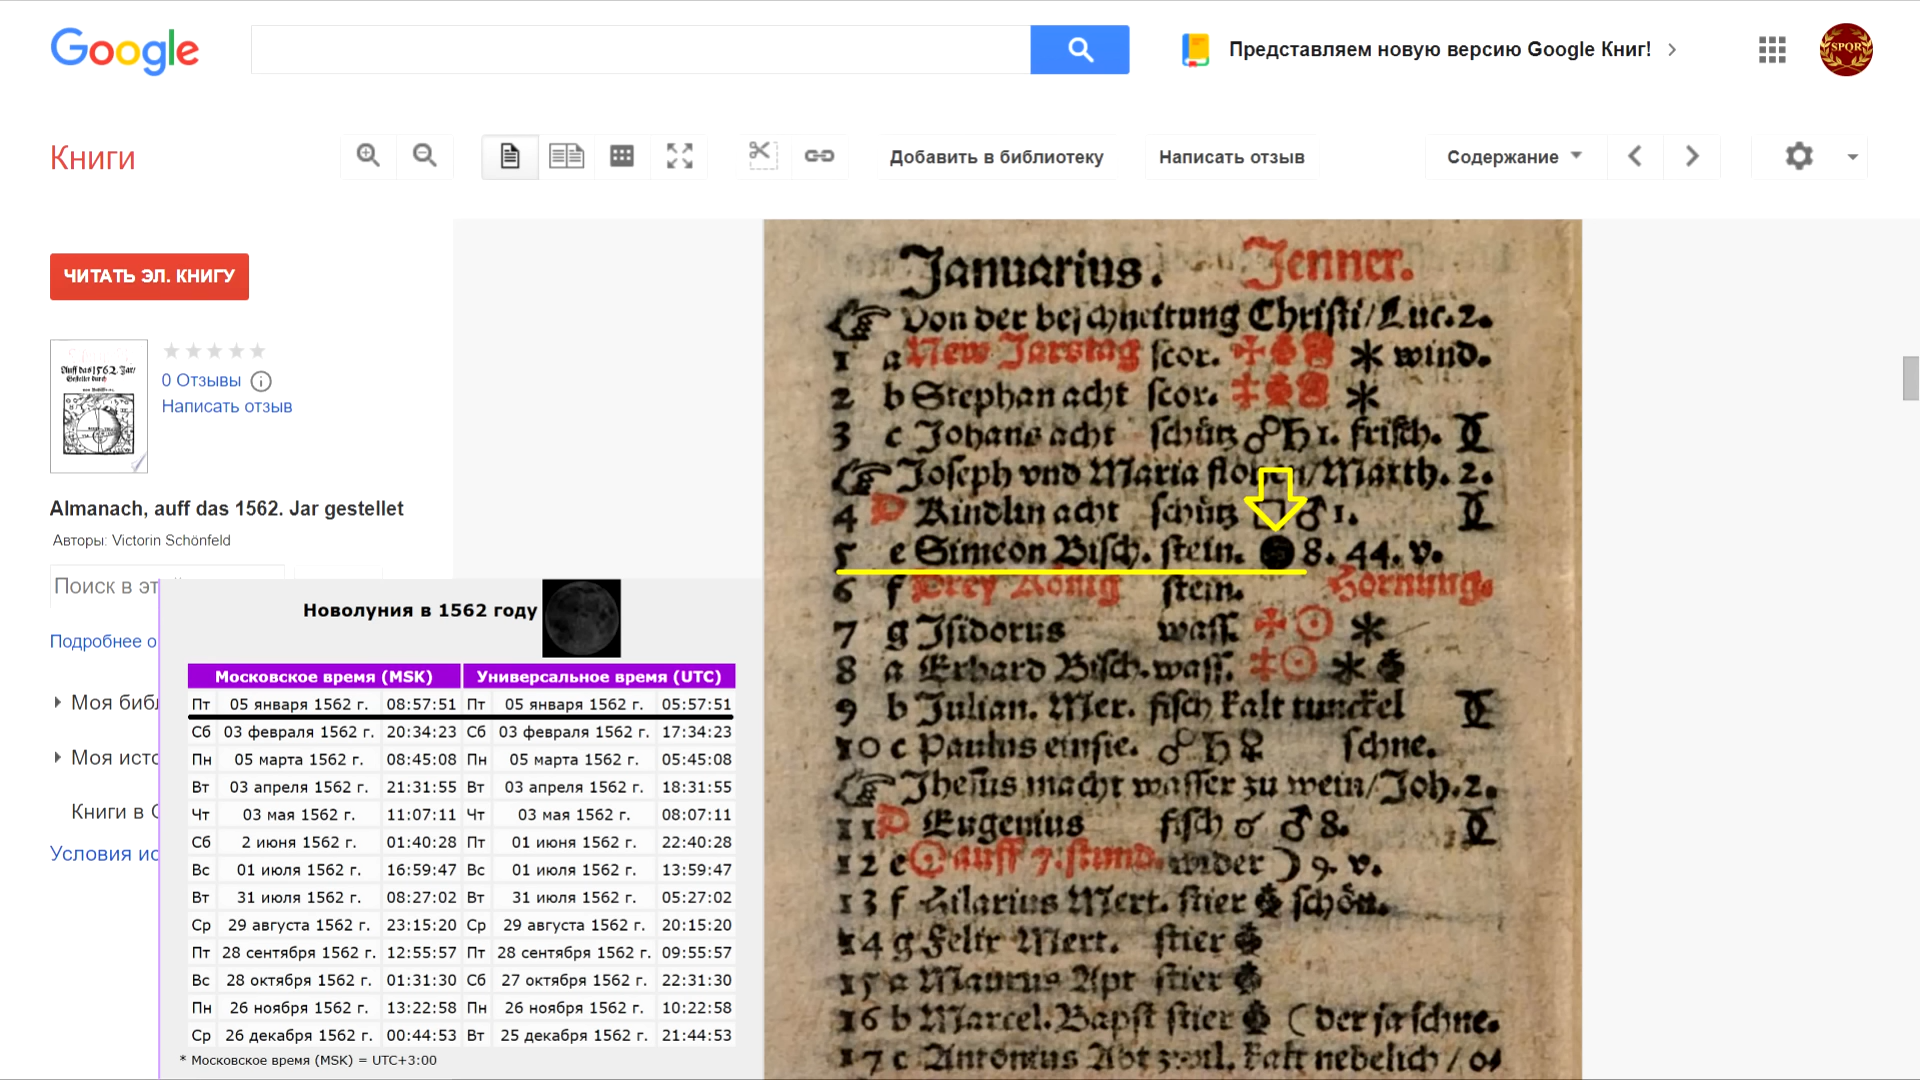 Google
Представляем новую версию Google Книг!
SPQR
Книги
Добавить в библиотеку
Написать отзыв
Содержание
ЧИТАТЬ ЭЛ. КНИГУ
Auff das 1562. Jar/
Gestellet durch
0 Отзывы
Написать отзыв
Almanach, auff das 1562. Jar gestellet
Авторы: Victorin Schönfeld
Поиск в эт
Подробнее о
Моя библ
Моя исто
Книги в
Условия ис
Новолуния в 1562 году
Московское время (MSK) Универсальное время (UTC)
Пт 05 января 1562 г. 08:57:51 Пт 05 января 1562 г. 05:57:51
Сб 03 февраля 1562 г. 20:34:23 Сб 03 февраля 1562 г. 17:34:23
Пн 05 марта 1562 г. 08:45:08 Пн 05 марта 1562 г. 05:45:08
Вт 03 апреля 1562 г. 21:31:55 Вт 03 апреля 1562 г. 18:31:55
Чт 03 мая 1562 г. 11:07:11 Чт 03 мая 1562 г. 08:07:11
Сб 2 июня 1562 г. 01:40:28 Пт 01 июня 1562 г. 22:40:28
Вс 01 июля 1562 г. 16:59:47 Вс 01 июля 1562 г. 13:59:47
Вт 31 июля 1562 г. 08:27:02 Вт 31 июля 1562 г. 05:27:02
Ср 29 августа 1562 г. 23:15:20 Ср 29 августа 1562 г. 20:15:20
Пт 28 сентября 1562 г. 12:55:57 Пт 28 сентября 1562 г. 09:55:57
Вс 28 октября 1562 г. 01:31:30 Сб 27 октября 1562 г. 22:31:30
Пн 26 ноября 1562 г. 13:22:58 Пн 26 ноября 1562 г. 10:22:58
Ср 26 декабря 1562 г. 00:44:53 Вт 25 декабря 1562 г. 21:44:53
* Московское время (MSK) = UTC+3:00
Januarius. Jenner.
Von der beschneittung Christi/Luc.2.
1 a New Jarstag scor. wind.
2 b Stephan acht scor.
3 c Johans acht schütz ☍♄ 1. frisch.
Joseph vnd Maria flohen/Matth.2.
4 D Kindlin acht schütz □♂ 1.
5 e Simeon Bisch. stein. ● 8. 44. v.
6 f Drey König stein. Hornung.
7 g Isidorus wass. ☉
8 a Erhard Bisch. wass. ☉
9 b Julian. Mer. fisch kalt tunckel
10 c Paulus einsie. ☍♄♀ schne.
Jhesus macht wasser zu wein/Joh.2.
11 D Eugenius fisch ☌ ♂ 8.
12 e ☉ auff 7. stund. wider ☽ 9. v.
13 f Hilarius Mert. stier schön.
14 g Felix Mert. stier
15 a Maurus Apt stier
16 b Marcel. Bapst stier schne.
17 c Antonius Abt kalt nebelich /